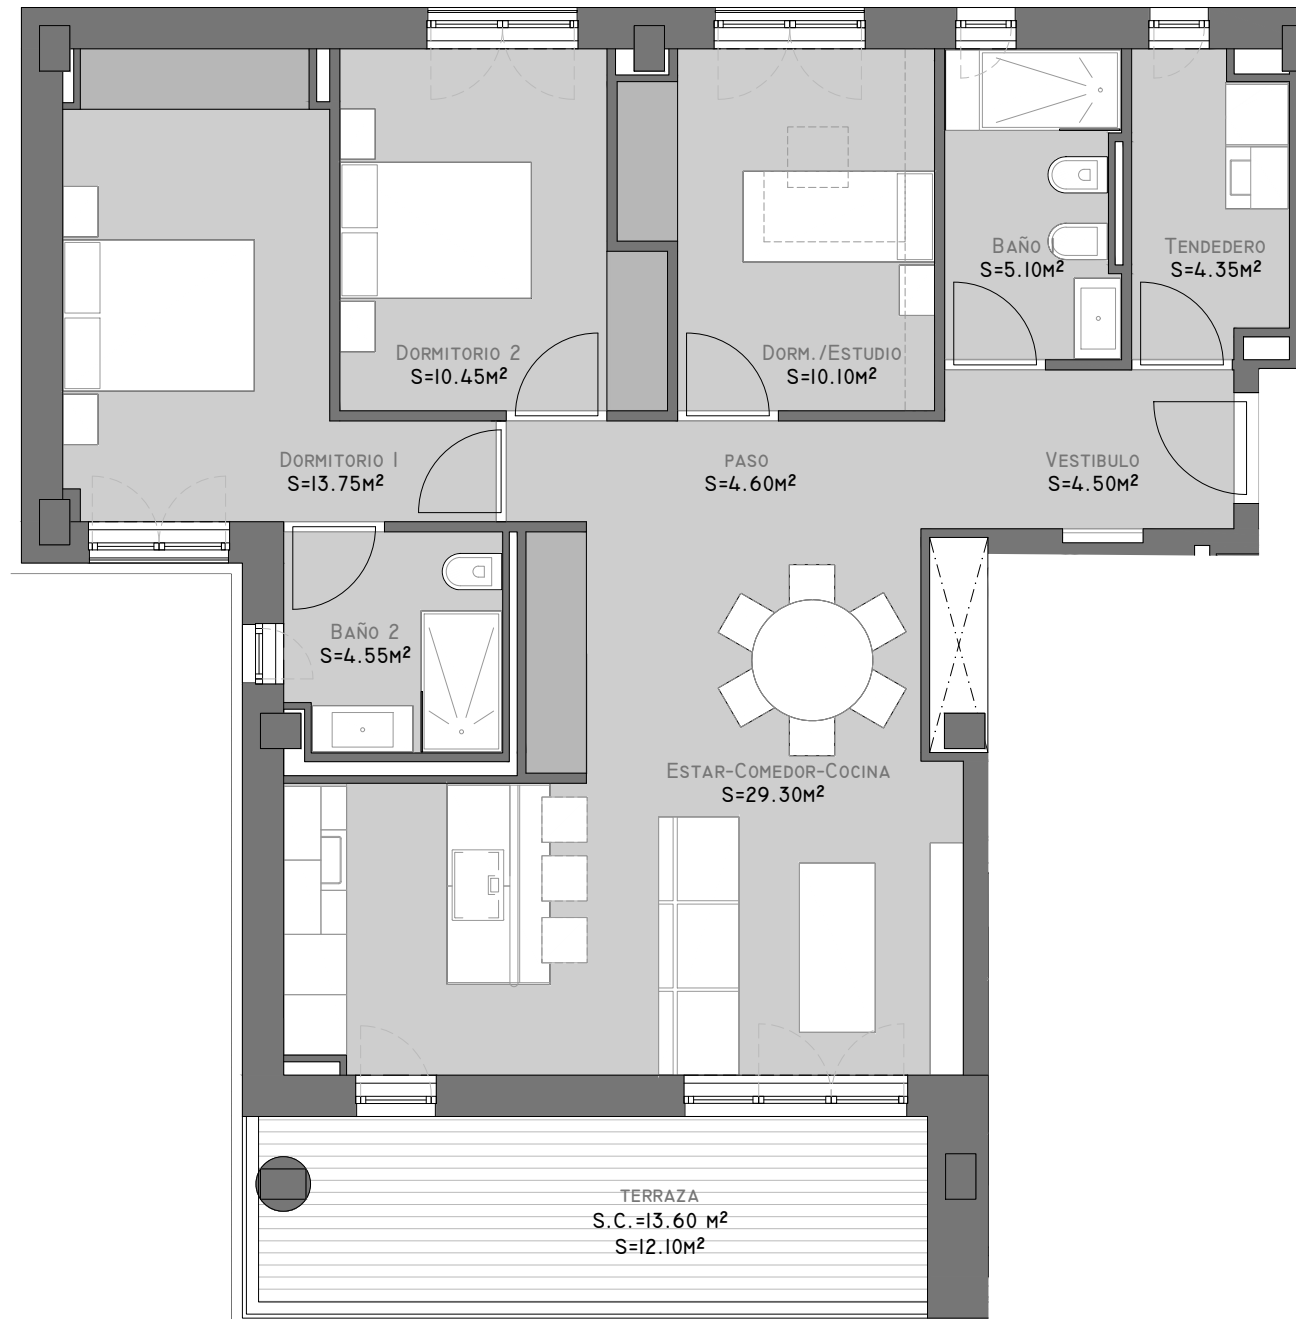 BAÑO 1
S=5.10M²
TENDEDERO
S=4.35M²
DORMITORIO 2
S=10.45M²
DORM./ESTUDIO
S=10.10M²
DORMITORIO 1
S=13.75M²
PASO
S=4.60M²
VESTIBULO
S=4.50M²
BAÑO 2
S=4.55M²
ESTAR-COMEDOR-COCINA
S=29.30M²
TERRAZA
S.C.=13.60 M²
S=12.10M²